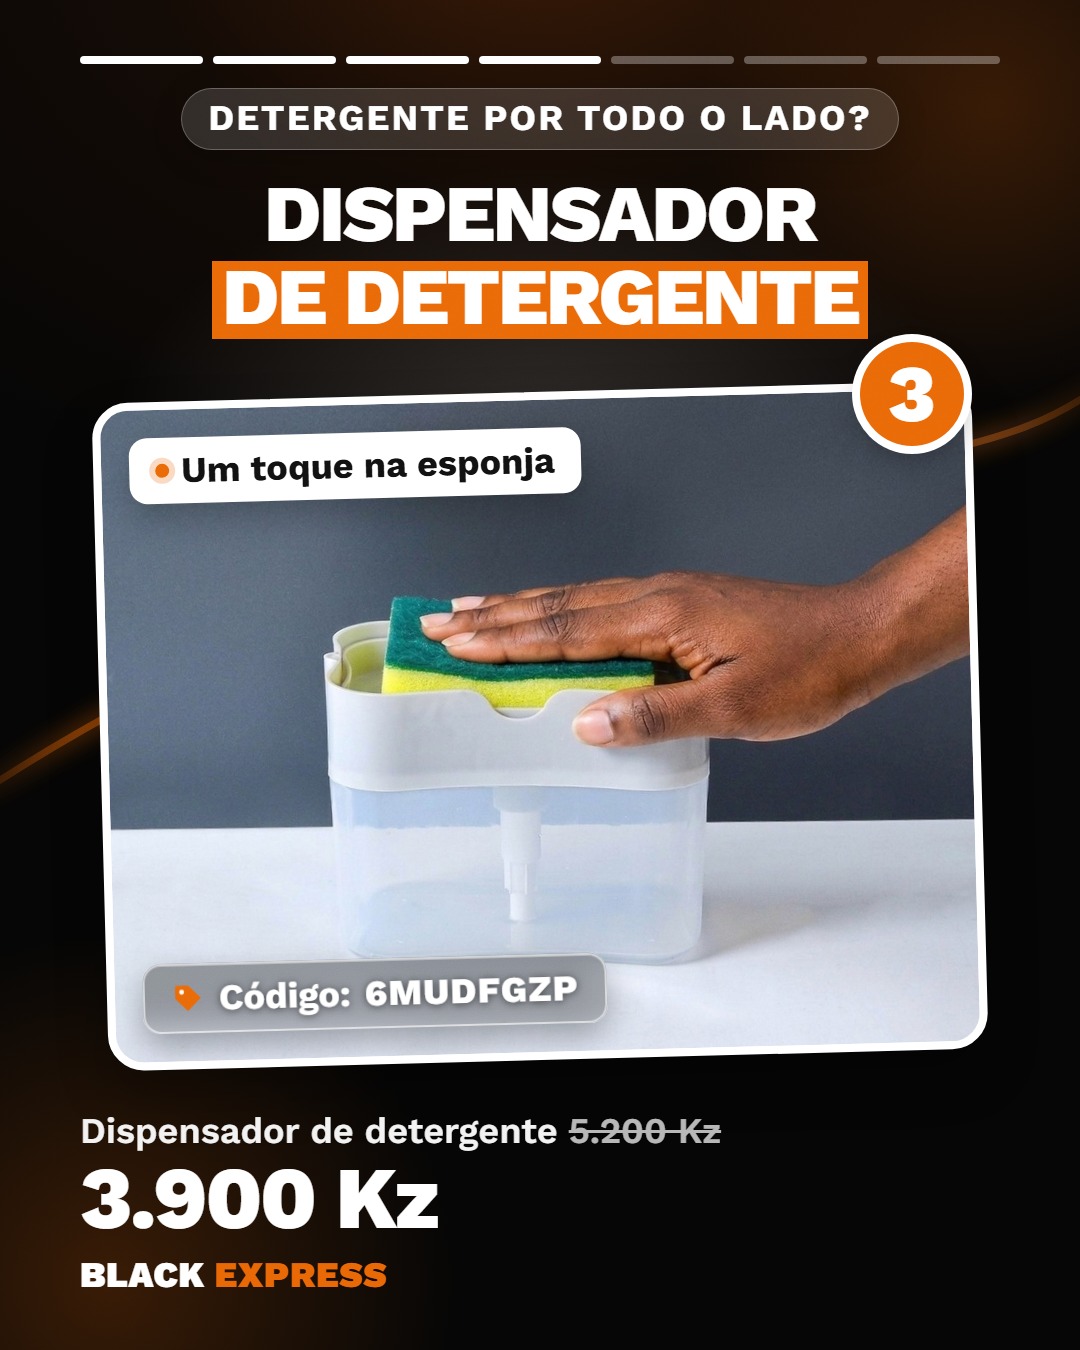 DETERGENTE POR TODO O LADO?
DISPENSADOR
DE DETERGENTE
3
Um toque na esponja
Código: 6MUDFGZP
Dispensador de detergente 5.200 Kz
3.900 Kz
BLACK EXPRESS